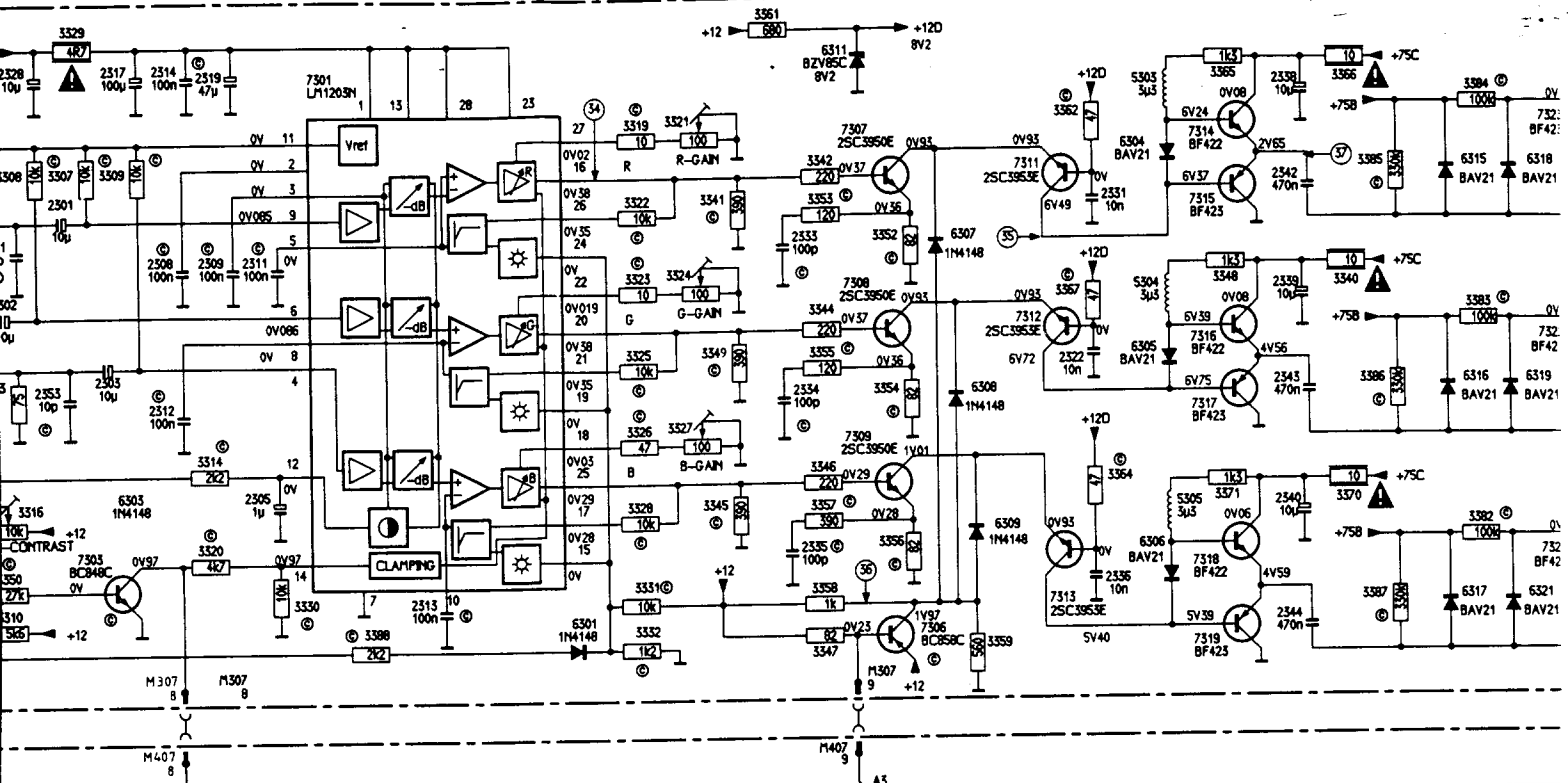 3361
+12
680
+12D
8V2
6311
BZV85C
8V2
3329
4R7
2328
10µ
2317
100µ
2314
100n
©
2319
47µ
7301
LM1203N
1
13
28
23
11
Vref
0V
2
0V
3
0V
9
0V085
5
0V
3308
10k
©
3307
10k
©
3309
10k
©
2301
10µ
©
2308
100n
©
2309
100n
©
2311
100n
6
0V086
8
0V
4
75
2353
10p
©
2303
10µ
©
2312
100n
-dB
-dB
-dB
R
G
B
CLAMPING
©
3314
2k2
12
0V
2305
1µ
6303
1N4148
3316
10k
+12
CONTRAST
7303
BC848C
0V97
0V
27k
5k6
+12
©
3320
4k7
0V97
14
10k
3330
©
7
10
2313
100n
©
© 3388
2k2
6301
1N4148
27
34
©
3319
10
3321
100
R-GAIN
R
0V02
16
0V38
26
3322
10k
©
0V35
24
0V
22
©
3323
10
3324
100
G-GAIN
G
0V019
20
0V38
21
3325
10k
©
0V35
19
0V
18
©
3326
47
3327
100
B-GAIN
B
0V03
25
0V29
17
3328
10k
©
0V28
15
0V
3331©
10k
3332
1k2
©
3341
©
390
3349
390
©
3345
©
390
+12
7307
2SC3950E
0V93
3342
220
0V37
3353
©
120
0V36
2333
100p
©
3352
82
©
7308
2SC3950E
0V93
3344
220
0V37
3355
©
120
0V36
2334
100p
©
3354
82
©
7309
2SC3950E
1V01
3346
220
0V29
3357
©
390
0V28
2335
100p
©
3356
82
©
6307
1N4148
6308
1N4148
6309
1N4148
3358
1k
36
82
3347
0V23
1V97
7306
BC858C
©
+12
3359
560
M307
9
M407
9
A3
M307
8
M307
8
M407
8
+12D
©
3362
47
0V93
7311
2SC3953E
6V49
0V
2331
10n
35
+12D
©
3367
47
0V93
7312
2SC3953E
6V72
0V
2322
10n
+12D
©
3364
47
0V93
7313
2SC3953E
0V
2336
10n
5V40
5303
3µ3
1k3
3365
2338
10µ
10
3366
+75C
0V08
6V24
7314
BF422
6304
BAV21
2V65
37
6V37
7315
BF423
2342
470n
5304
3µ3
1k3
3348
2339
10µ
10
3340
+75C
0V08
6V39
7316
BF422
6305
BAV21
4V56
6V75
7317
BF423
2343
470n
5305
3µ3
1k3
3371
2340
10µ
10
3370
+75C
0V06
7318
BF422
6306
BAV21
4V59
5V39
7319
BF423
2344
470n
+75B
3384
©
100k
3385
©
330k
6315
BAV21
6318
BAV21
+75B
3383
©
100k
3386
©
330k
6316
BAV21
6319
BAV21
+75B
3382
©
100k
3387
©
330k
6317
BAV21
6321
BAV21